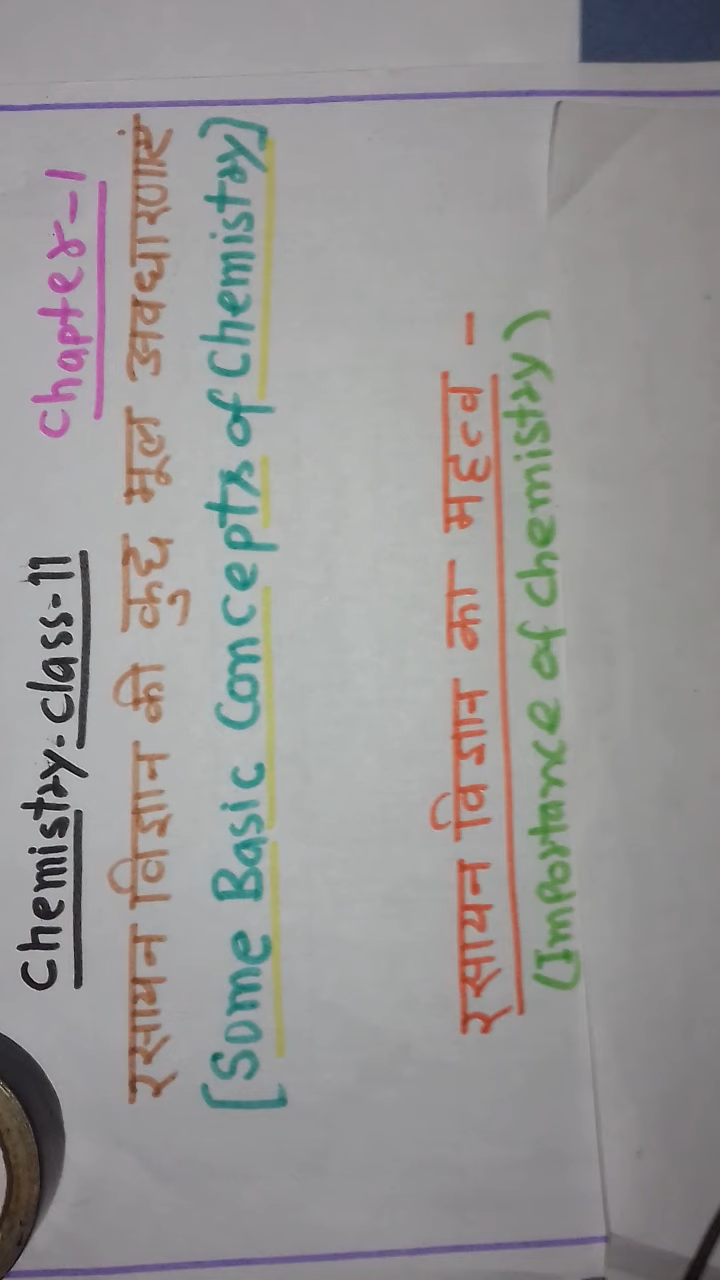 Chemistry-class-11 Chapter-1
रसायन विज्ञान की कुछ मूल अवधारणाएं
[Some Basic Concepts of Chemistry]
रसायन विज्ञान का महत्व -
(Importance of chemistry)